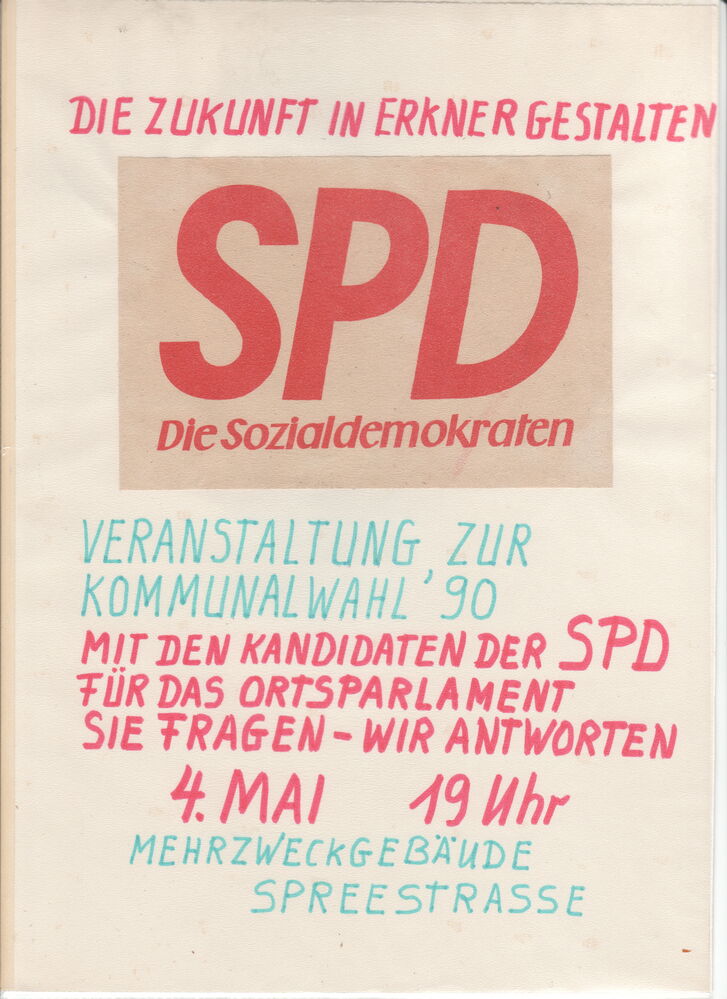 DIE ZUKUNFT IN ERKNER GESTALTEN
SPD
Die Sozialdemokraten
VERANSTALTUNG ZUR
KOMMUNALWAHL '90
MIT DEN KANDIDATEN DER SPD
FÜR DAS ORTSPARLAMENT
SIE FRAGEN - WIR ANTWORTEN
4. MAI 19 Uhr
MEHRZWECKGEBÄUDE
SPREESTRASSE